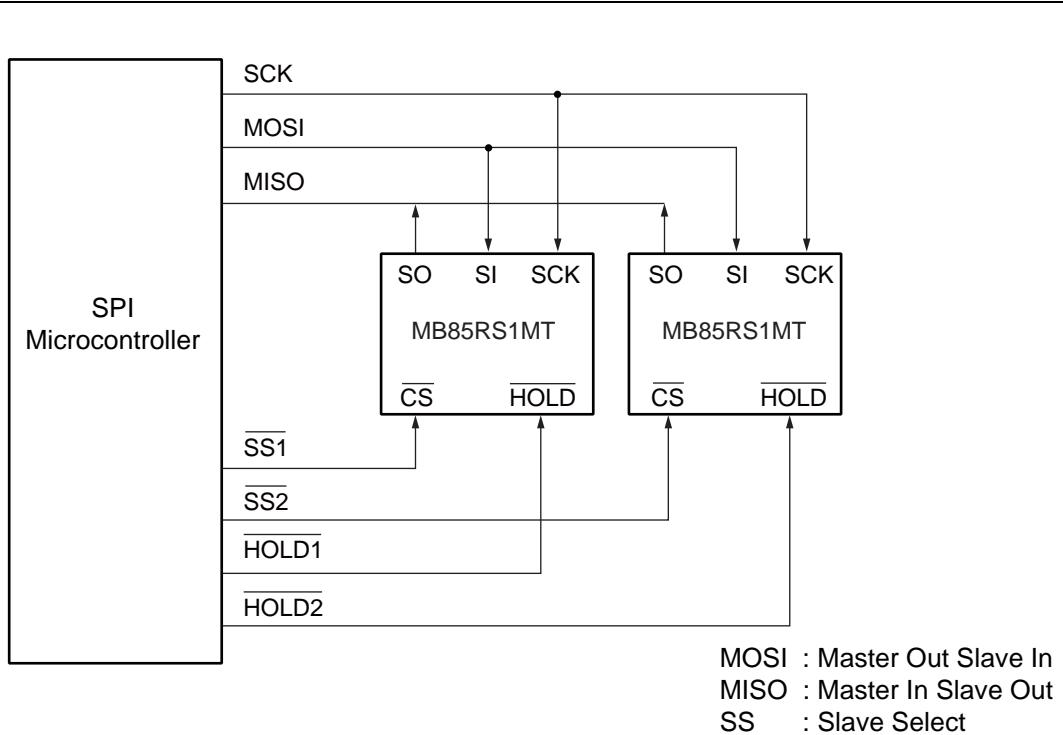 SCK
MOSI
MISO
SO SI SCK
MB85RS1MT
CS HOLD
SO SI SCK
MB85RS1MT
CS HOLD
SPI
Microcontroller
SS1
SS2
HOLD1
HOLD2
MOSI : Master Out Slave In
MISO : Master In Slave Out
SS : Slave Select